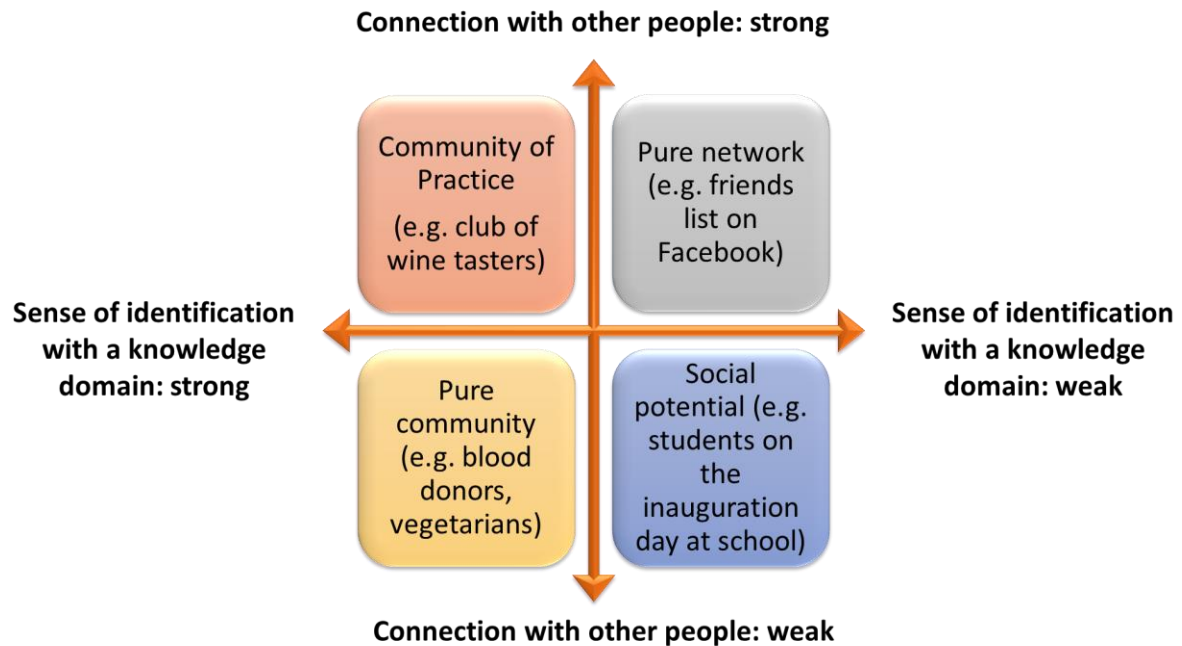 Connection with other people: strong
Community of
Practice
(e.g. club of
wine tasters)
Pure network
(e.g. friends
list on
Facebook)
Sense of identification
with a knowledge
domain: strong
Sense of identification
with a knowledge
domain: weak
Pure
community
(e.g. blood
donors,
vegetarians)
Social
potential (e.g.
students on
the
inauguration
day at school)
Connection with other people: weak